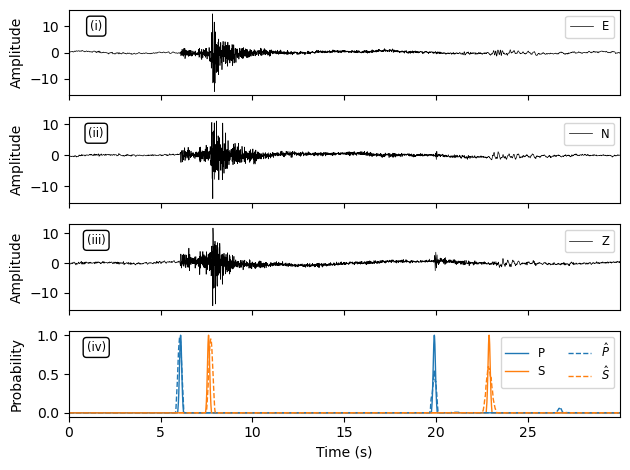 (i)
E
10
0
−10
Amplitude
(ii)
N
10
0
−10
Amplitude
(iii)
Z
10
0
−10
Amplitude
(iv)
P
S
P̂
Ŝ
1.0
0.5
0.0
Probability
0 5 10 15 20 25
Time (s)